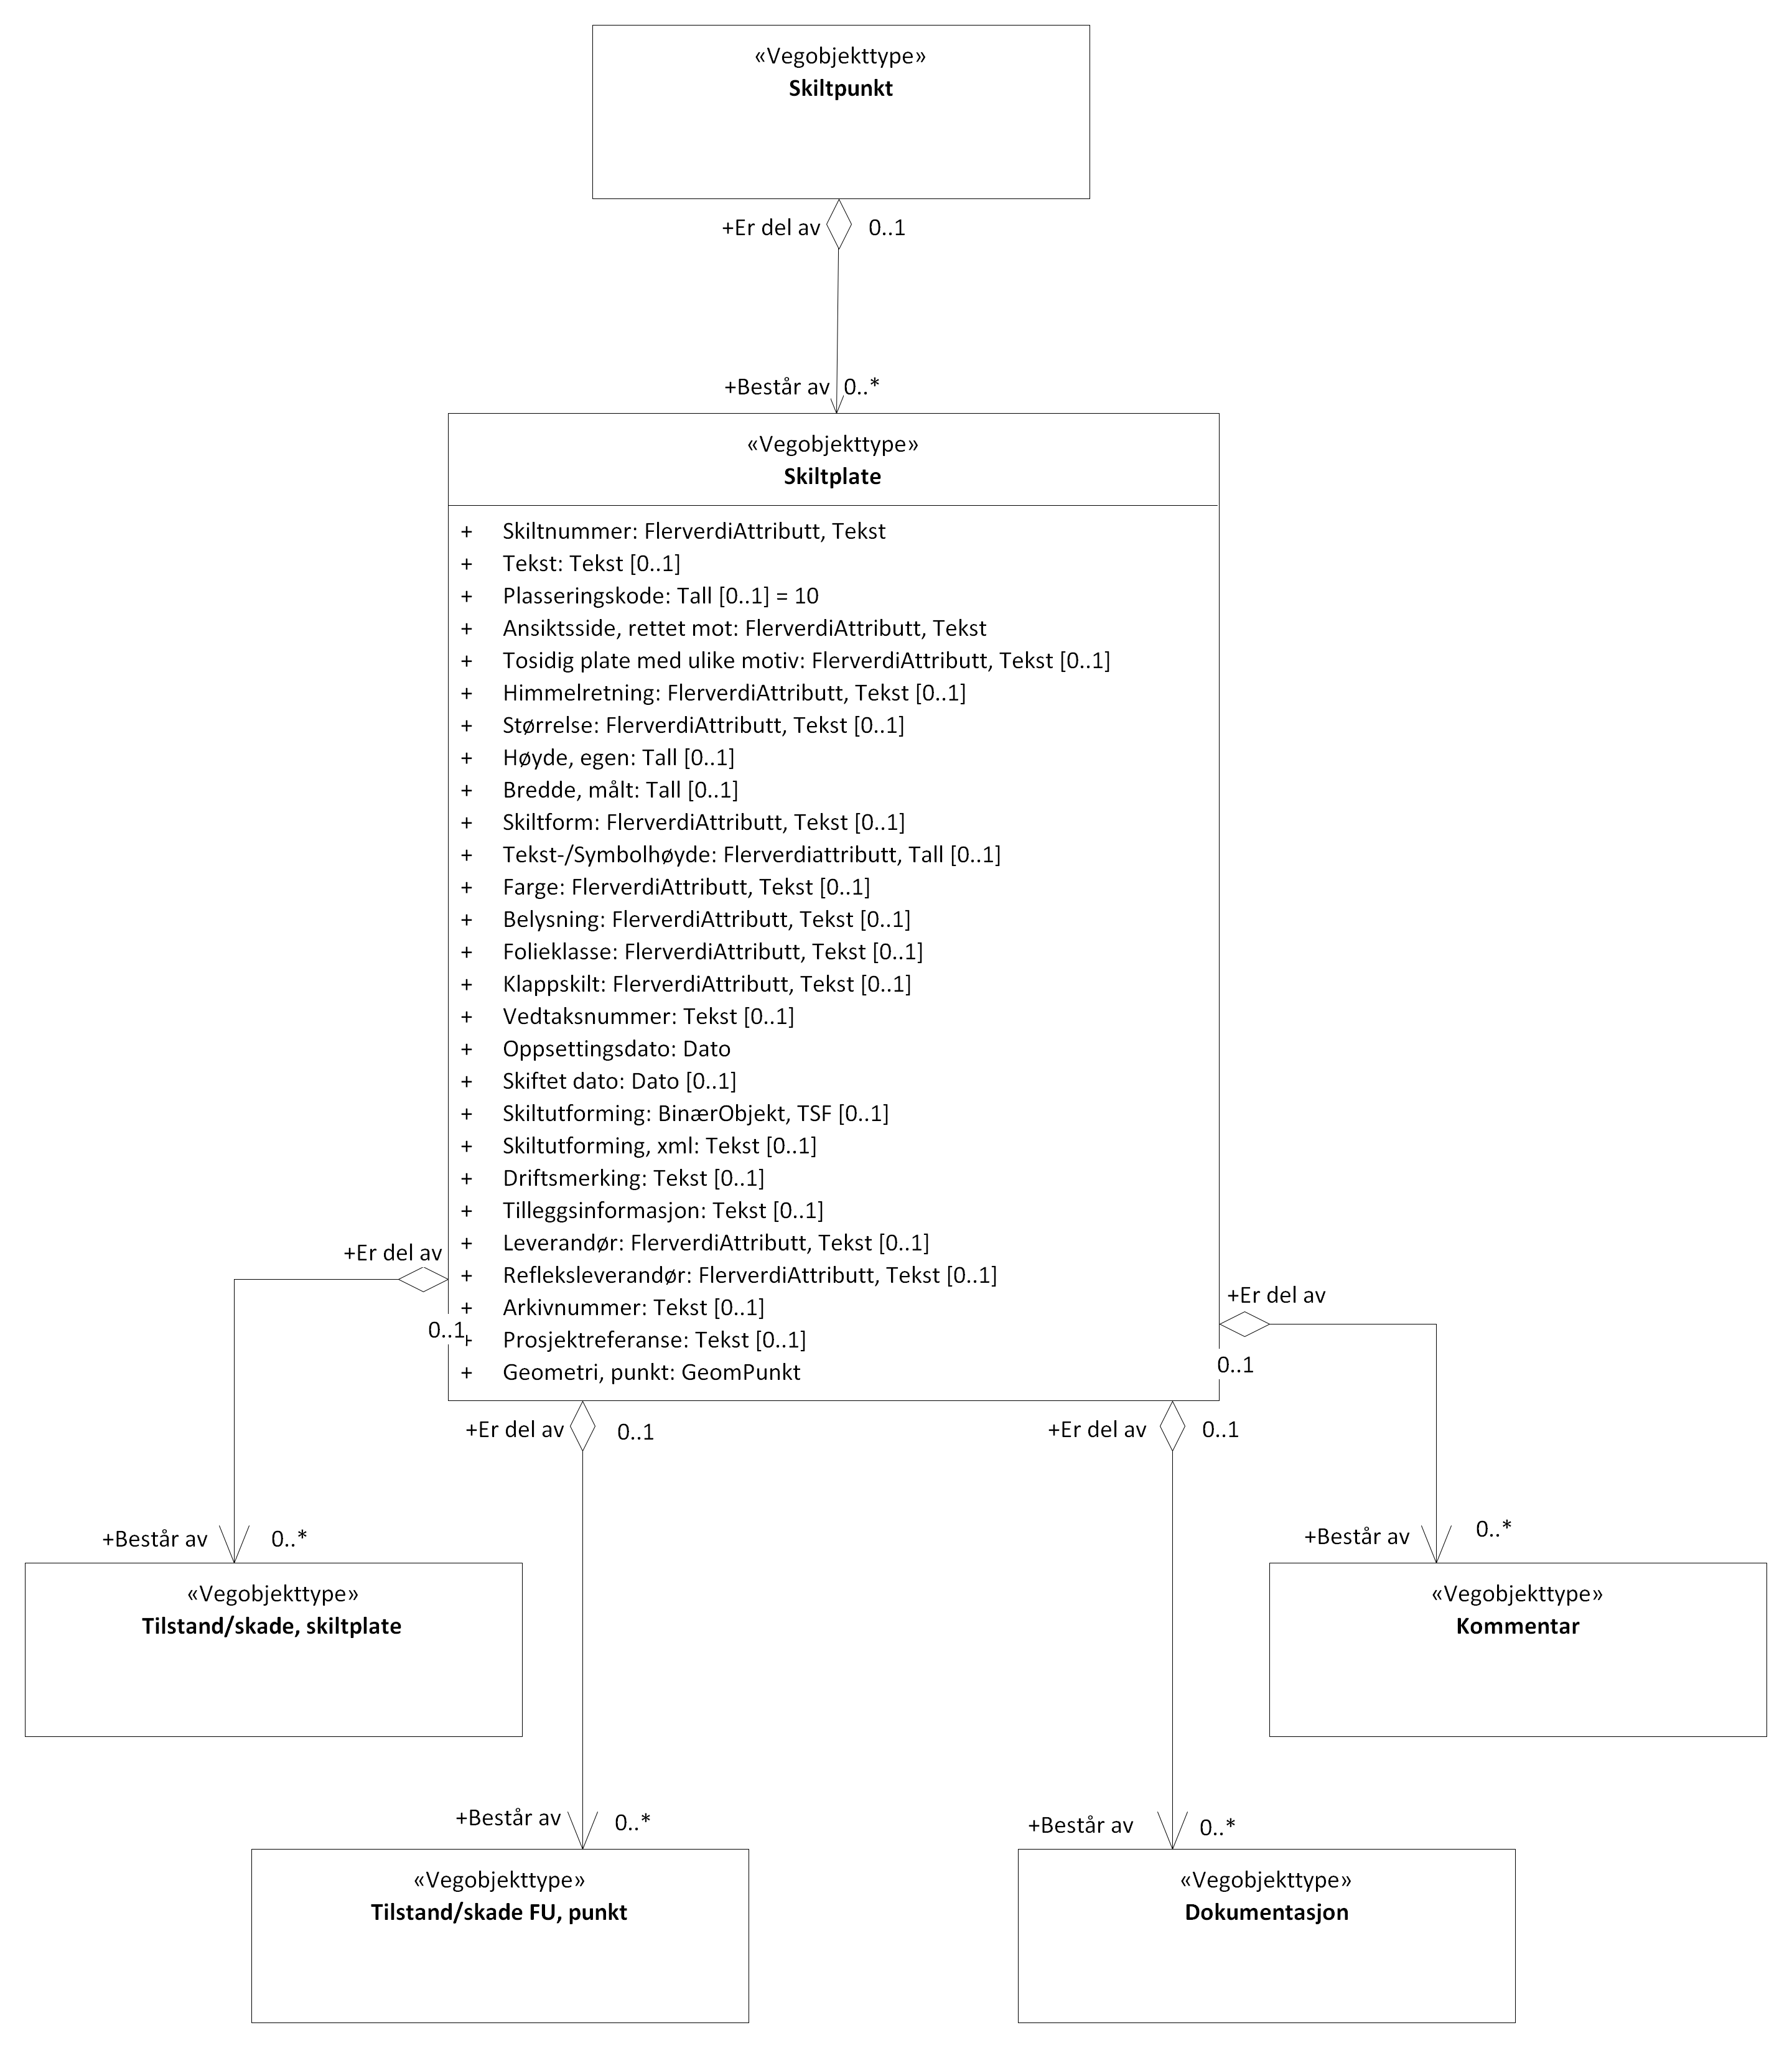 «Vegobjekttype»
Skiltpunkt
+Er del av 0..1
+Består av 0..*
«Vegobjekttype»
Skiltplate
+ Skiltnummer: FlerverdiAttributt, Tekst
+ Tekst: Tekst [0..1]
+ Plasseringskode: Tall [0..1] = 10
+ Ansiktsside, rettet mot: FlerverdiAttributt, Tekst
+ Tosidig plate med ulike motiv: FlerverdiAttributt, Tekst [0..1]
+ Himmelretning: FlerverdiAttributt, Tekst [0..1]
+ Størrelse: FlerverdiAttributt, Tekst [0..1]
+ Høyde, egen: Tall [0..1]
+ Bredde, målt: Tall [0..1]
+ Skiltform: FlerverdiAttributt, Tekst [0..1]
+ Tekst-/Symbolhøyde: Flerverdiattributt, Tall [0..1]
+ Farge: FlerverdiAttributt, Tekst [0..1]
+ Belysning: FlerverdiAttributt, Tekst [0..1]
+ Folieklasse: FlerverdiAttributt, Tekst [0..1]
+ Klappskilt: FlerverdiAttributt, Tekst [0..1]
+ Vedtaksnummer: Tekst [0..1]
+ Oppsettingsdato: Dato
+ Skiftet dato: Dato [0..1]
+ Skiltutforming: BinærObjekt, TSF [0..1]
+ Skiltutforming, xml: Tekst [0..1]
+ Driftsmerking: Tekst [0..1]
+ Tilleggsinformasjon: Tekst [0..1]
+ Leverandør: FlerverdiAttributt, Tekst [0..1]
+ Refleksleverandør: FlerverdiAttributt, Tekst [0..1]
+ Arkivnummer: Tekst [0..1]
+ Prosjektreferanse: Tekst [0..1]
+ Geometri, punkt: GeomPunkt
+Er del av
0..1
+Er del av
0..1
+Er del av 0..1
+Er del av 0..1
+Består av 0..*
+Består av 0..*
«Vegobjekttype»
Tilstand/skade, skiltplate
«Vegobjekttype»
Kommentar
+Består av 0..*
+Består av 0..*
«Vegobjekttype»
Tilstand/skade FU, punkt
«Vegobjekttype»
Dokumentasjon